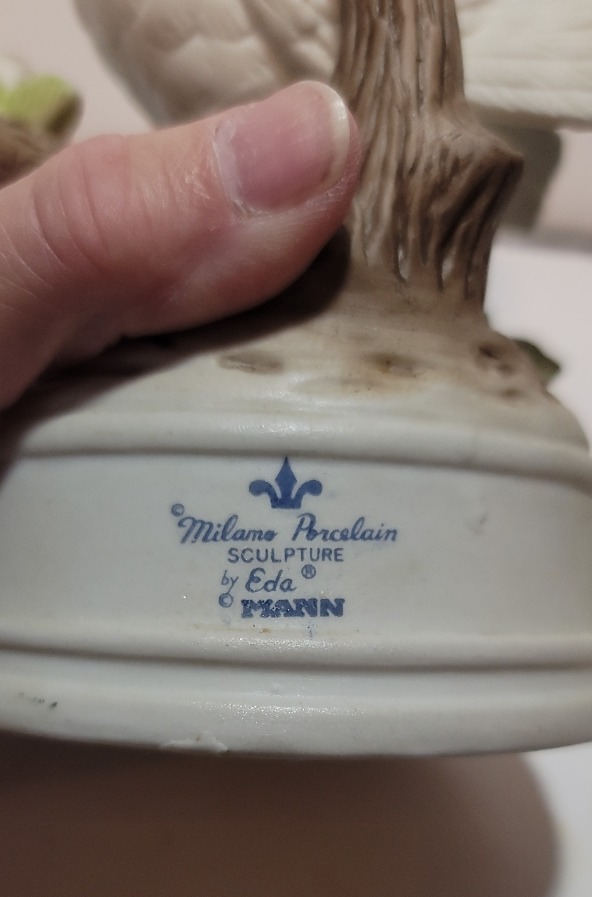 ©Milano Porcelain
SCULPTURE
by Eda®
© MANN